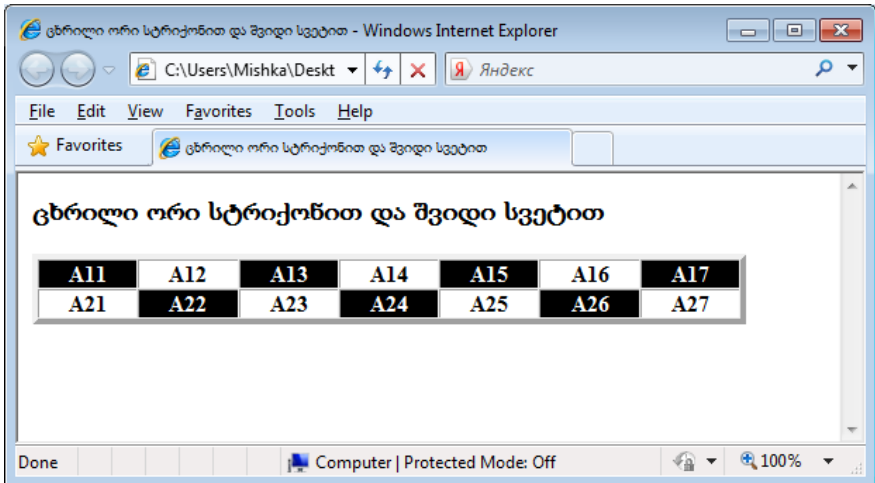 ცხრილი ორი სტრიქონით და შვიდი სვეტით - Windows Internet Explorer
C:\Users\Mishka\Deskt Я Яндекс
File Edit View Favorites Tools Help
Favorites ცხრილი ორი სტრიქონით და შვიდი სვეტით
ცხრილი ორი სტრიქონით და შვიდი სვეტით
A11 A12 A13 A14 A15 A16 A17
A21 A22 A23 A24 A25 A26 A27
Done Computer | Protected Mode: Off 100%